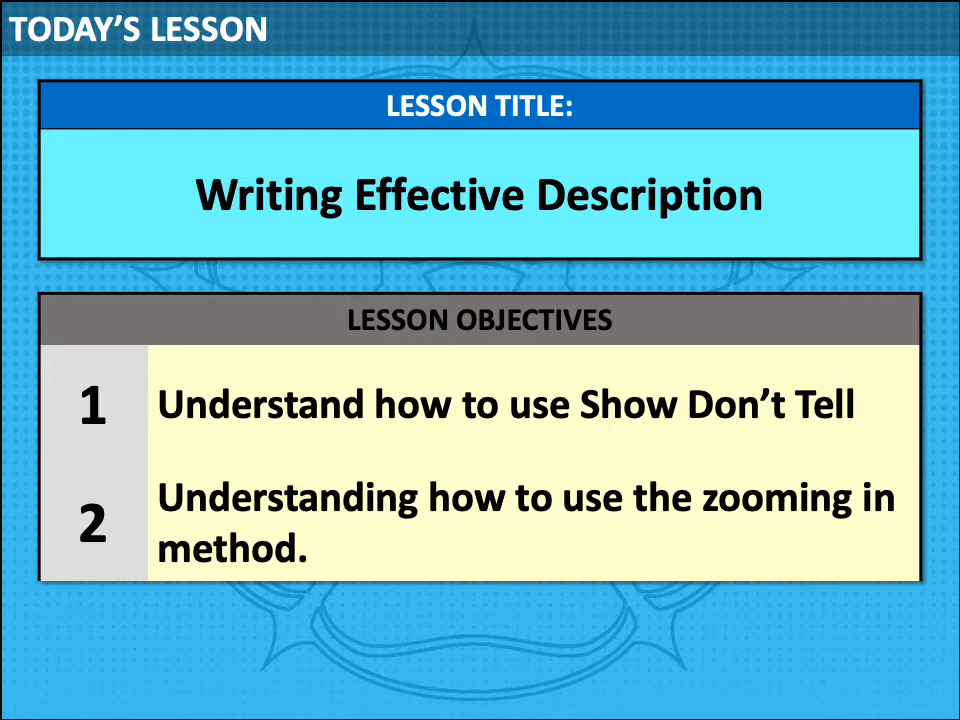 TODAY’S LESSON
LESSON TITLE:
Writing Effective Description
LESSON OBJECTIVES
1
Understand how to use Show Don’t Tell
2
Understanding how to use the zooming in
method.